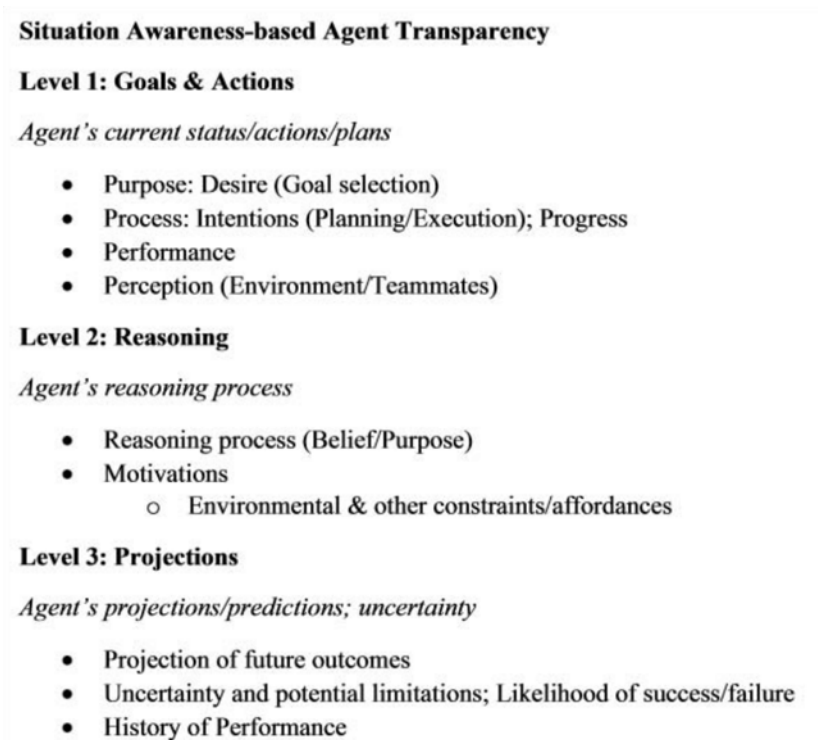 Situation Awareness-based Agent Transparency
Level 1: Goals & Actions
Agent's current status/actions/plans
• Purpose: Desire (Goal selection)
• Process: Intentions (Planning/Execution); Progress
• Performance
• Perception (Environment/Teammates)
Level 2: Reasoning
Agent's reasoning process
• Reasoning process (Belief/Purpose)
• Motivations
o Environmental & other constraints/affordances
Level 3: Projections
Agent's projections/predictions; uncertainty
• Projection of future outcomes
• Uncertainty and potential limitations; Likelihood of success/failure
• History of Performance